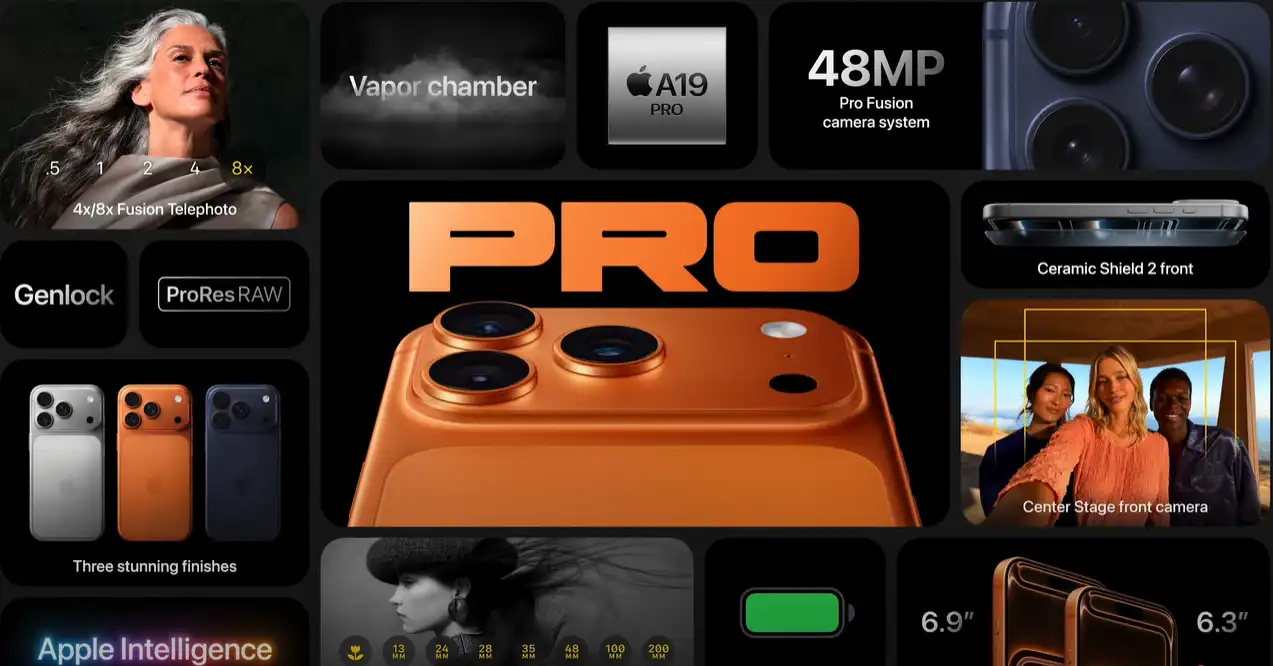 .5 1 2 4 8×
4x/8x Fusion Telephoto
Vapor chamber
A19
PRO
48MP
Pro Fusion
camera system
Genlock
ProRes RAW
PRO
Ceramic Shield 2 front
Center Stage front camera
Three stunning finishes
Apple Intelligence
13 MM 24 MM 28 MM 35 MM 48 MM 100 MM 200 MM
6.9″
6.3″